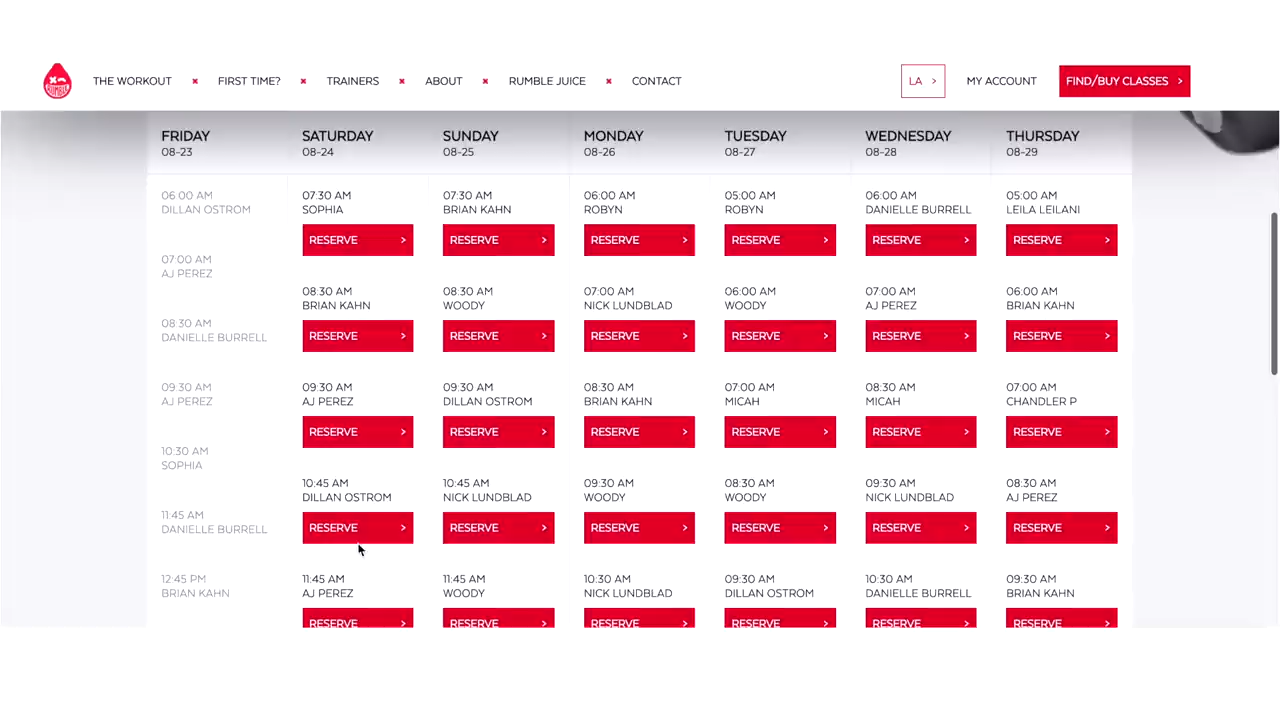 THE WORKOUT × FIRST TIME? × TRAINERS × ABOUT × RUMBLE JUICE × CONTACT
LA >
MY ACCOUNT
FIND/BUY CLASSES >
FRIDAY
08-23
06:00 AM
DILLAN OSTROM
07:00 AM
AJ PEREZ
08:30 AM
DANIELLE BURRELL
09:30 AM
AJ PEREZ
10:30 AM
SOPHIA
11:45 AM
DANIELLE BURRELL
12:45 PM
BRIAN KAHN
SATURDAY
08-24
07:30 AM
SOPHIA
RESERVE >
08:30 AM
BRIAN KAHN
RESERVE >
09:30 AM
AJ PEREZ
RESERVE >
10:45 AM
DILLAN OSTROM
RESERVE >
11:45 AM
AJ PEREZ
RESERVE >
SUNDAY
08-25
07:30 AM
BRIAN KAHN
RESERVE >
08:30 AM
WOODY
RESERVE >
09:30 AM
DILLAN OSTROM
RESERVE >
10:45 AM
NICK LUNDBLAD
RESERVE >
11:45 AM
WOODY
RESERVE >
MONDAY
08-26
06:00 AM
ROBYN
RESERVE >
07:00 AM
NICK LUNDBLAD
RESERVE >
08:30 AM
BRIAN KAHN
RESERVE >
09:30 AM
WOODY
RESERVE >
10:30 AM
NICK LUNDBLAD
RESERVE >
TUESDAY
08-27
05:00 AM
ROBYN
RESERVE >
06:00 AM
WOODY
RESERVE >
07:00 AM
MICAH
RESERVE >
08:30 AM
WOODY
RESERVE >
09:30 AM
DILLAN OSTROM
RESERVE >
WEDNESDAY
08-28
06:00 AM
DANIELLE BURRELL
RESERVE >
07:00 AM
AJ PEREZ
RESERVE >
08:30 AM
MICAH
RESERVE >
09:30 AM
NICK LUNDBLAD
RESERVE >
10:30 AM
DANIELLE BURRELL
RESERVE >
THURSDAY
08-29
05:00 AM
LEILA LEILANI
RESERVE >
06:00 AM
BRIAN KAHN
RESERVE >
07:00 AM
CHANDLER P
RESERVE >
08:30 AM
AJ PEREZ
RESERVE >
09:30 AM
BRIAN KAHN
RESERVE >